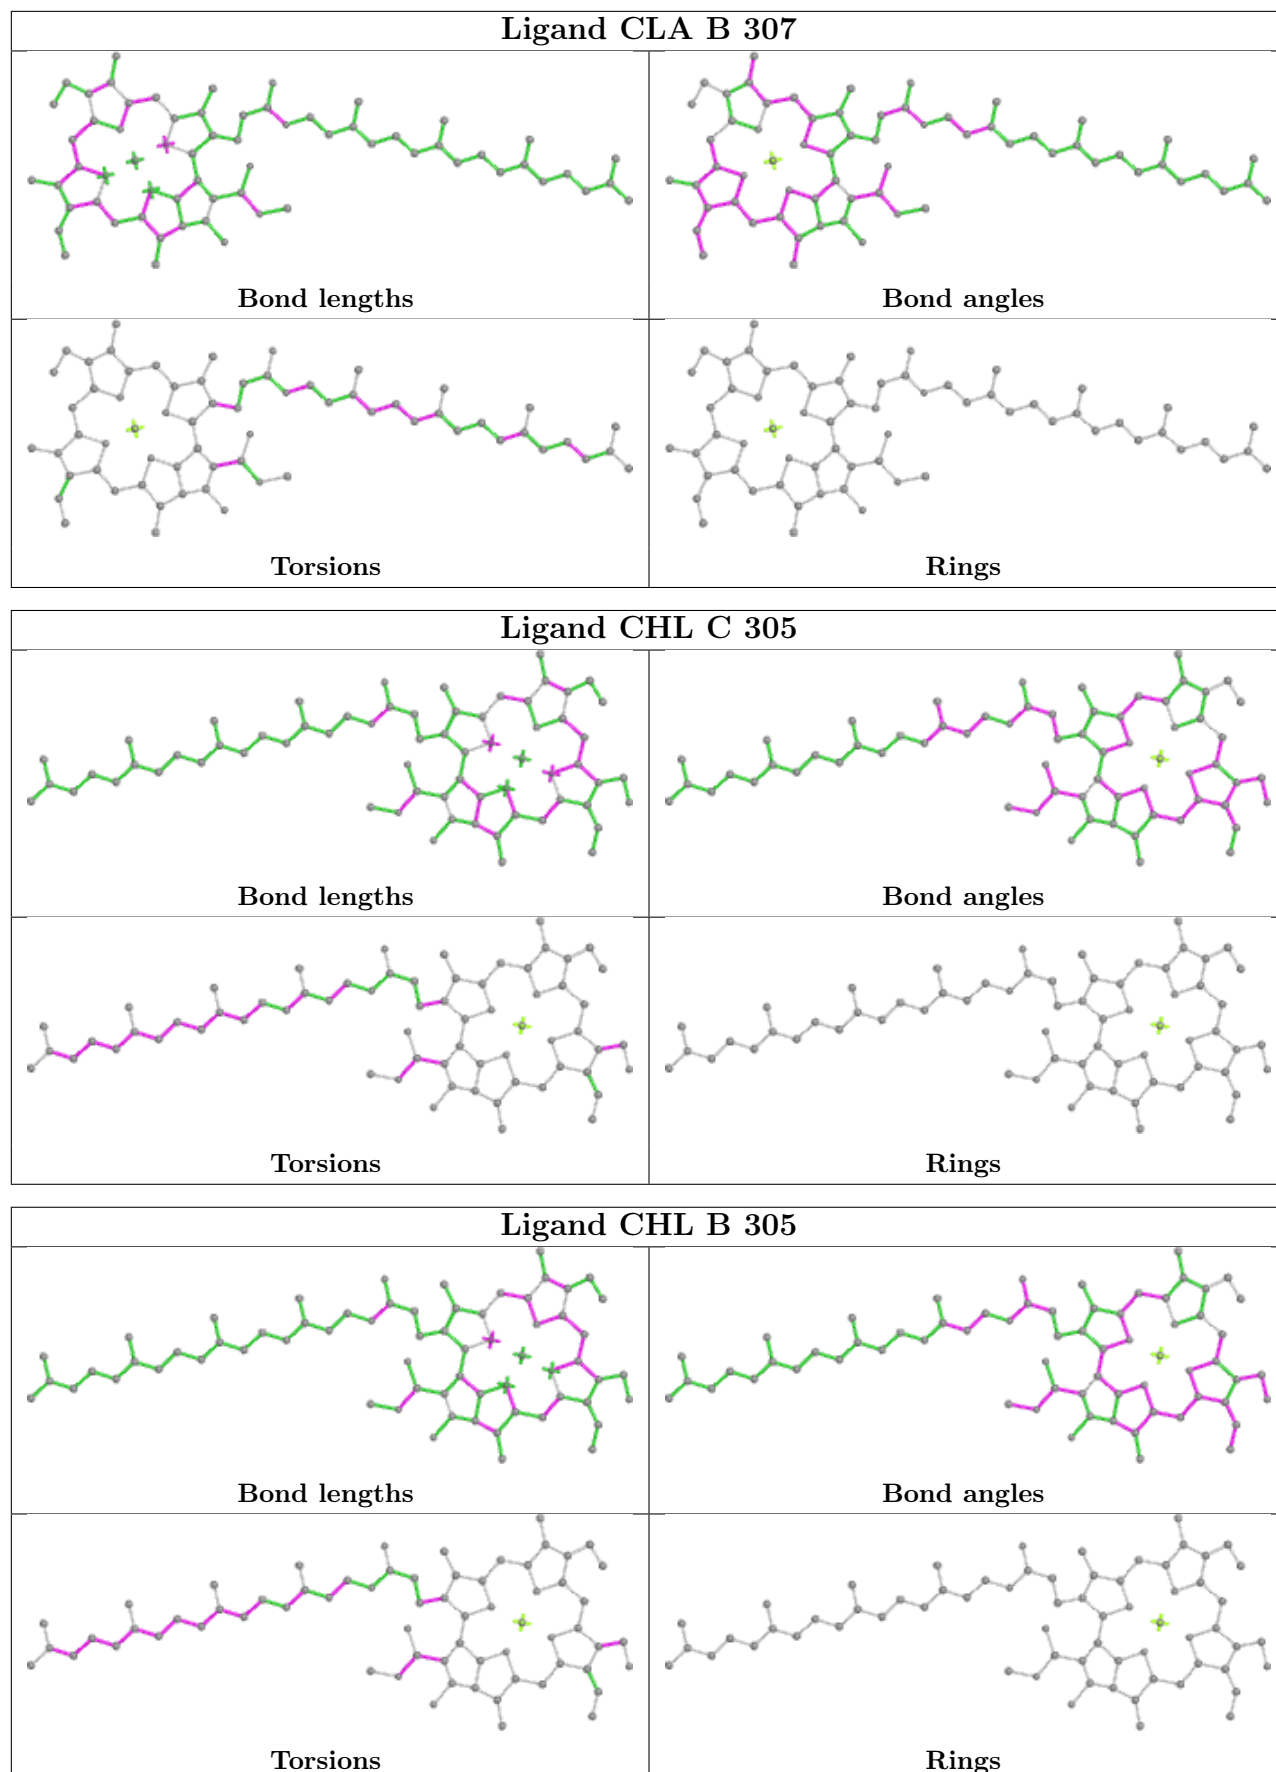 Ligand CLA B 307
Bond lengths
Bond angles
Torsions
Rings
Ligand CHL C 305
Bond lengths
Bond angles
Torsions
Rings
Ligand CHL B 305
Bond lengths
Bond angles
Torsions
Rings